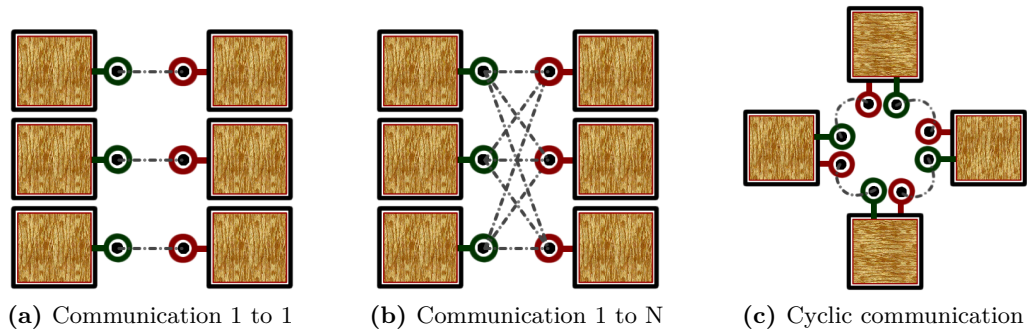 (a) Communication 1 to 1
(b) Communication 1 to N
(c) Cyclic communication